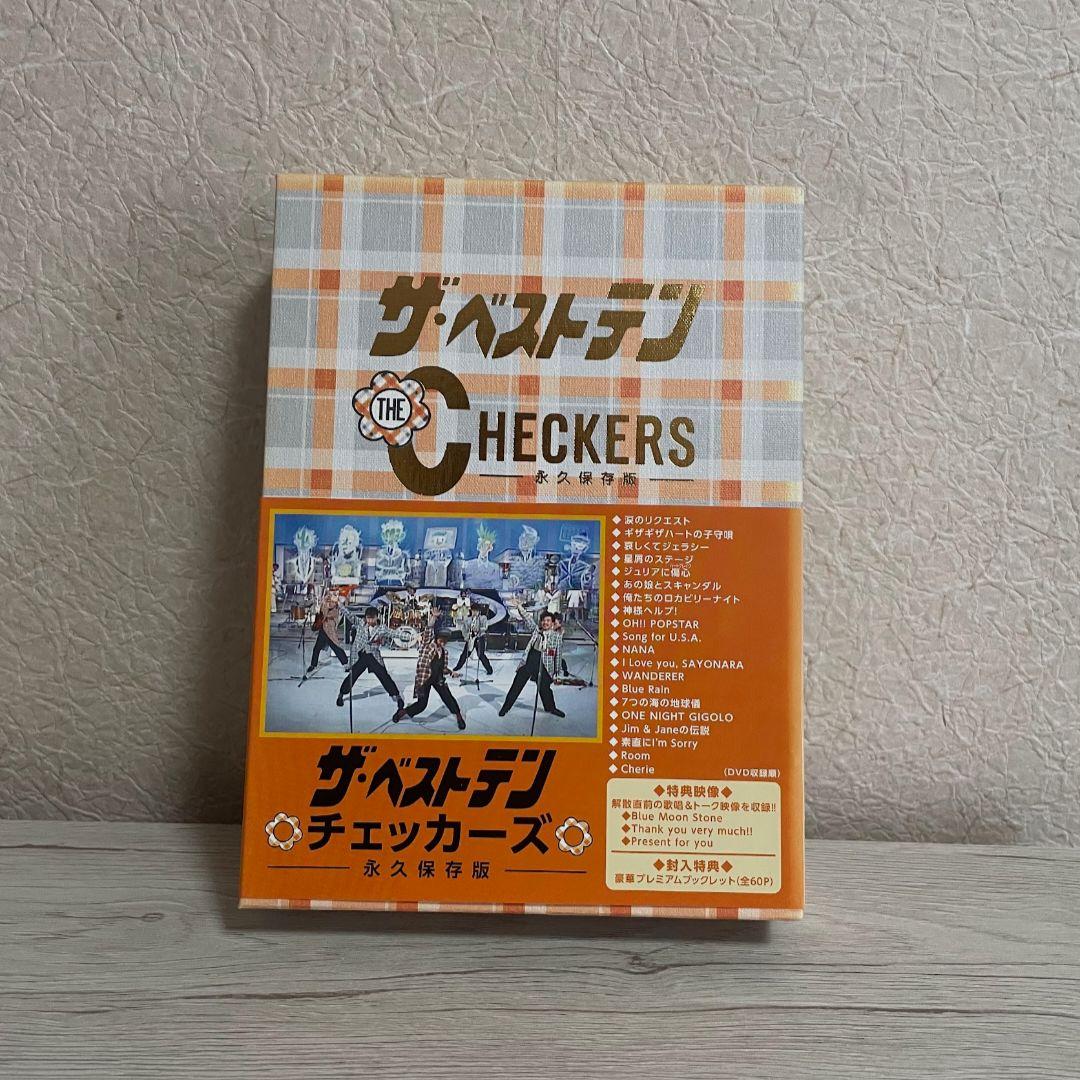 ザ・ベストテン
THE CHECKERS
永久保存版
◆涙のリクエスト
◆ギザギザハートの子守唄
◆哀しくてジェラシー
◆星屑のステージ
◆ジュリアに傷心
◆あの娘とスキャンダル
◆俺たちのロカビリーナイト
◆神様ヘルプ!
◆OH!! POPSTAR
◆Song for U.S.A.
◆NANA
◆I Love you, SAYONARA
◆WANDERER
◆Blue Rain
◆7つの海の地球儀
◆ONE NIGHT GIGOLO
◆Jim & Janeの伝説
◆素直にI'm Sorry
◆Room
◆Cherie (DVD収録順)
ザ・ベストテン
チェッカーズ
永久保存版
◆特典映像◆
解散直前の歌唱&トーク映像を収録!!
◆Blue Moon Stone
◆Thank you very much!!
◆Present for you
◆封入特典◆
豪華プレミアムブックレット(全60P)